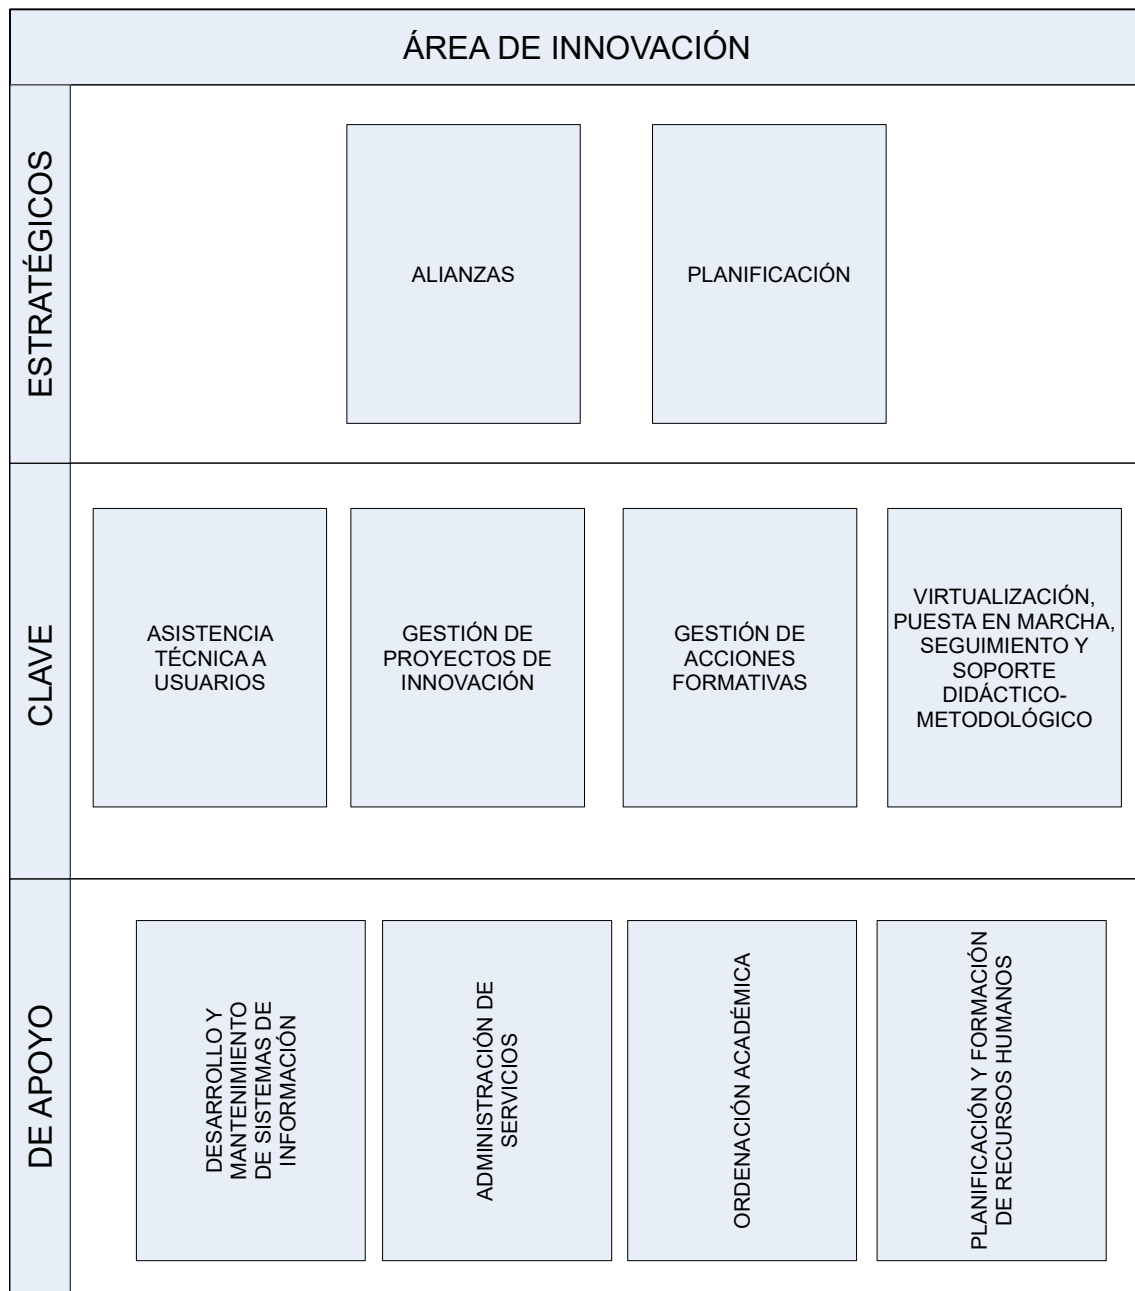 ÁREA DE INNOVACIÓN
ESTRATÉGICOS
ALIANZAS
PLANIFICACIÓN
CLAVE
ASISTENCIA
TÉCNICA A
USUARIOS
GESTIÓN DE
PROYECTOS DE
INNOVACIÓN
GESTIÓN DE
ACCIONES
FORMATIVAS
VIRTUALIZACIÓN,
PUESTA EN MARCHA,
SEGUIMIENTO Y
SOPORTE
DIDÁCTICO-
METODOLÓGICO
DE APOYO
DESARROLLO Y
MANTENIMIENTO
DE SISTEMAS DE
INFORMACIÓN
ADMINISTRACIÓN DE
SERVICIOS
ORDENACIÓN ACADÉMICA
PLANIFICACIÓN Y FORMACIÓN
DE RECURSOS HUMANOS